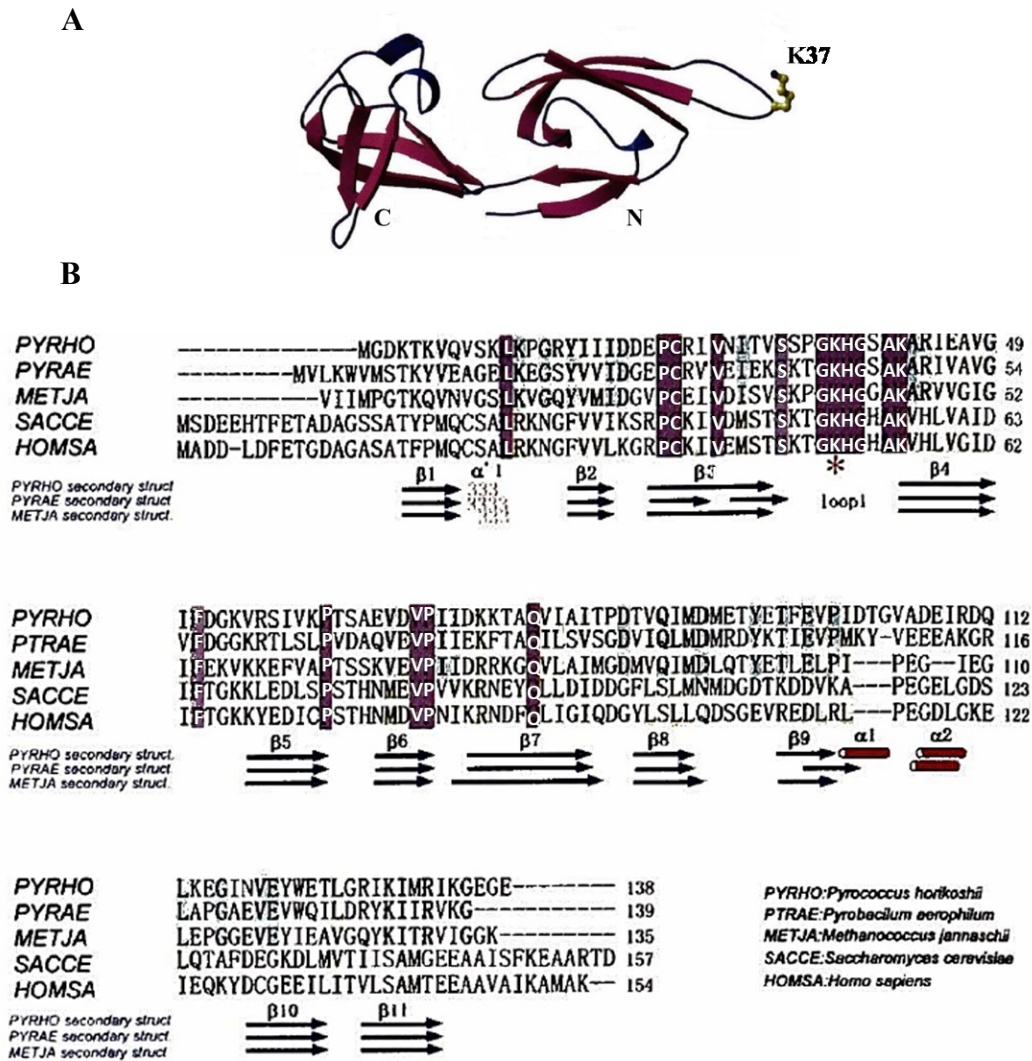 A
K37
C
N
B
PYRHO ------------------MGDKTKVQVSKLKPGRYIIIDDEPCRIVNITVSSPGKHGSAKARIEAVG 49
PYRAE -----------MVLKWVMSTKYVEAGELKEGSYVVIDGEPCRVVEIEKSKTGKHGSAKARIVAVG 54
METJA --------------VIIMPGTKQVNVGSLKVGQYVMIDGVPCEIVDISVSKPGKHGGAKARVVGIG 52
SACCE MSDEEHTFETADAGSSATYPMQCSALRKNGFVVIKSRPCKIVDMSTSKTGKHGHAKVHLVAID 63
HOMSA MADD-LDFETGDAGASATFPMQCSALRKNGFVVLKGRPCKIVEMSTSKTGKHGHAKVHLVGID 62
β1 α'1 β2 β3 * loop1 β4
PYRHO secondary struct 333
PYRAE secondary struct
METJA secondary struct.
PYRHO IFDGKVRSIVKPTSAEVDVPIIDKKTAQVIAITPDTVQIMDMETYETFEVPIDTGVADEIRDQ 112
PTRAE VFDGGKRTLSLPVDAQVEVPIIEKFTAQILSVSGDVIQLMDMRDYKTIEVPMKY-VEEEAKGR 116
METJA IFEKVKKEFVAPTSSKVEVPIIDRRKGQVLAIMGDMVQIMDLQTYETLELPI---PEG--IEG 110
SACCE IFTGKKLEDLSPSTHNMEVPVVKRNEYQLLDIDDGFLSLMNMDGDTKDDVKA---PEGELGDS 123
HOMSA IFTGKKYEDICPSTHNMDVPNIKRNDFQLIGIQDGYLSLLQDSGEVREDLRL---PEGDLGKE 122
β5 β6 β7 β8 β9 α1 α2
PYRHO secondary struct.
PYRAE secondary struct.
METJA secondary struct.
PYRHO LKEGINVEYWETLGRIKIMRIKGEGE---------- 138
PYRAE LAPGAEVEVWQILDRYKIIRVKG------------- 139
METJA LEPGGEVEYIEAVGQYKITRVIGGK----------- 135
SACCE LQTAFDEGKDLMVTIISAMGEEAAISFKEAARTD 157
HOMSA IEQKYDCGEEILITVLSAMTEEAAVAIKAMAK-- 154
β10 β11
PYRHO secondary struct
PYRAE secondary struct
METJA secondary struct
PYRHO:Pyrococcus horikoshii
PTRAE:Pyrobacilum aerophilum
METJA:Methanococcus jannaschii
SACCE:Saccharomyces cerevisiae
HOMSA:Homo sapiens